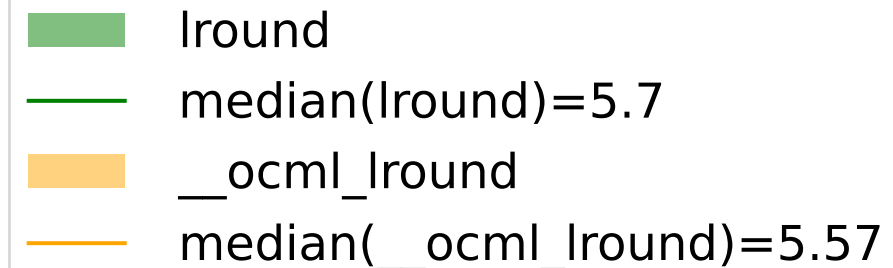 lround
median(lround)=5.7
__ocml_lround
median(__ocml_lround)=5.57